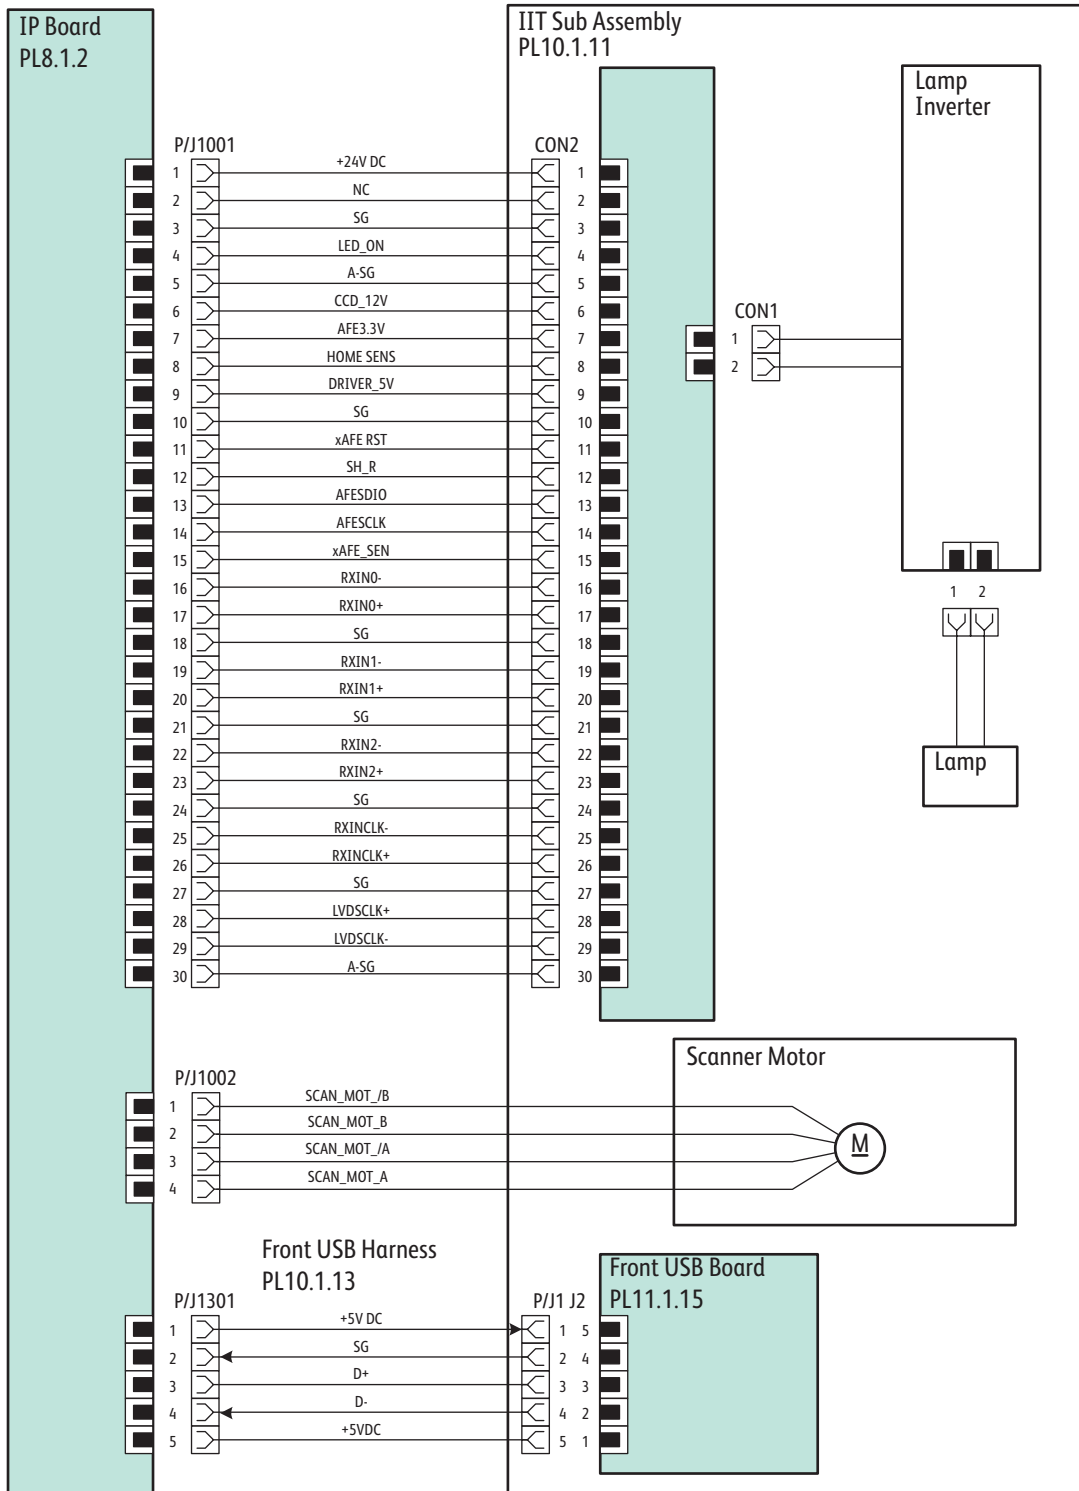 IP Board
PL8.1.2
IIT Sub Assembly
PL10.1.11
Lamp
Inverter
P/J1001
CON2
1 +24V DC 1
2 NC 2
3 SG 3
4 LED_ON 4
5 A-SG 5
6 CCD_12V 6
7 AFE3.3V 7
8 HOME SENS 8
9 DRIVER_5V 9
10 SG 10
11 xAFE RST 11
12 SH_R 12
13 AFESDIO 13
14 AFESCLK 14
15 xAFE_SEN 15
16 RXIN0- 16
17 RXIN0+ 17
18 SG 18
19 RXIN1- 19
20 RXIN1+ 20
21 SG 21
22 RXIN2- 22
23 RXIN2+ 23
24 SG 24
25 RXINCLK- 25
26 RXINCLK+ 26
27 SG 27
28 LVDSCLK+ 28
29 LVDSCLK- 29
30 A-SG 30
CON1
1
2
1 2
Lamp
P/J1002
1 SCAN_MOT_/B
2 SCAN_MOT_B
3 SCAN_MOT_/A
4 SCAN_MOT_A
Scanner Motor
M
Front USB Harness
PL10.1.13
Front USB Board
PL11.1.15
P/J1301
P/J1 J2
1 +5V DC 1 5
2 SG 2 4
3 D+ 3 3
4 D- 4 2
5 +5VDC 5 1